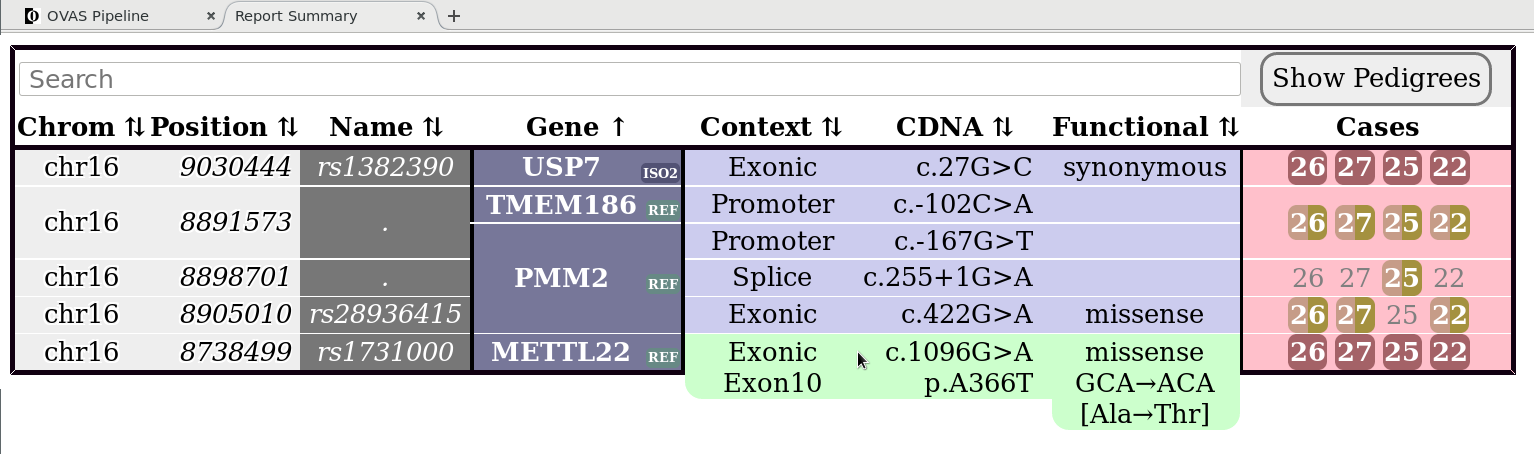 OVAS Pipeline Report Summary
Search Show Pedigrees
Chrom ⇅ Position ⇅ Name ⇅ Gene ↑ Context ⇅ CDNA ⇅ Functional ⇅ Cases
chr16 9030444 rs1382390 USP7 ISO2 Exonic c.27G>C synonymous 26 27 25 22
chr16 8891573 . TMEM186 REF Promoter c.-102C>A 26 27 25 22
Promoter c.-167G>T
chr16 8898701 . PMM2 REF Splice c.255+1G>A 26 27 25 22
chr16 8905010 rs28936415 Exonic c.422G>A missense 26 27 25 22
chr16 8738499 rs1731000 METTL22 REF Exonic c.1096G>A missense 26 27 25 22
Exon10 p.A366T GCA→ACA
[Ala→Thr]